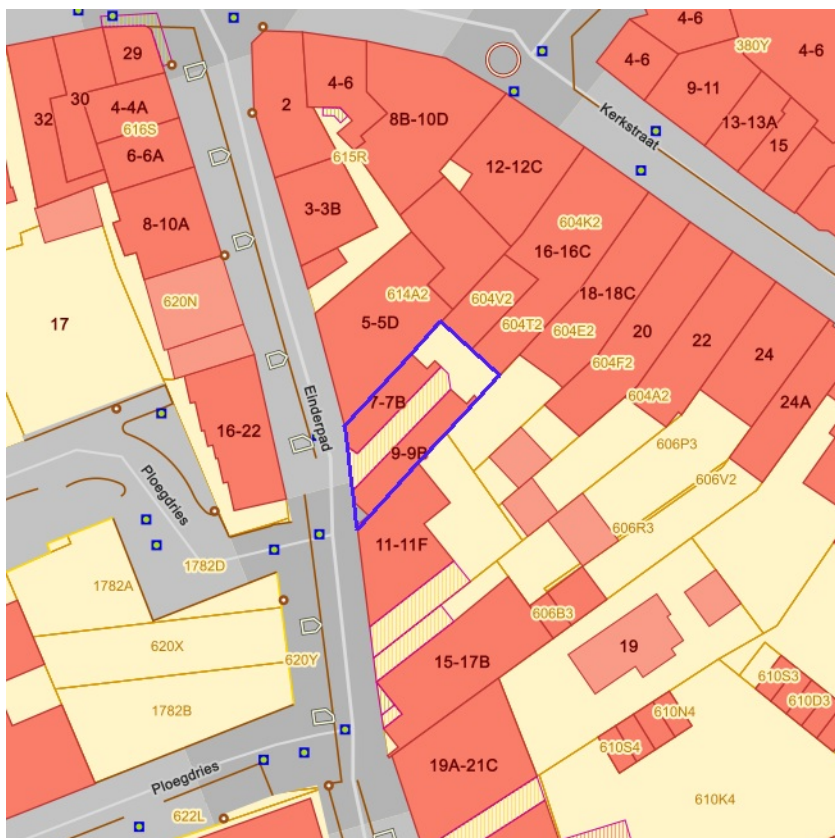 4-6
4-6
4-6
29
380Y
30
4-6
9-11
32
4-4A
2
8B-10D
Kerkstraat
13-13A
616S
15
6-6A
615R
12-12C
3-3B
8-10A
604K2
16-16C
620N
614A2
604V2
18-18C
17
5-5D
604T2
604E2
20
22
24
604F2
Einderpad
7-7B
604A2
24A
16-22
9-9B
606P3
606V2
Ploegdries
606R3
11-11F
1782D
1782A
606B3
620X
620Y
15-17B
19
610S3
1782B
610N4
610D3
610S4
Ploegdries
19A-21C
610K4
622L